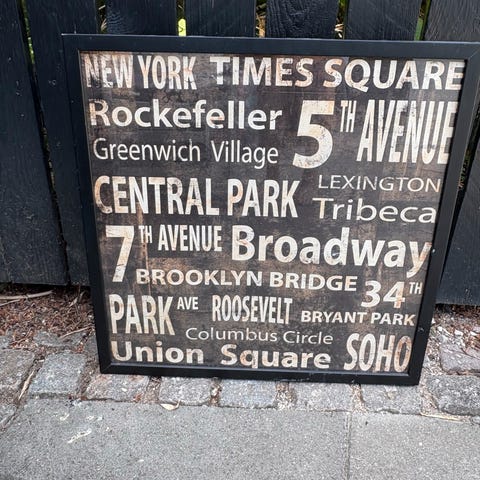 NEW YORK TIMES SQUARE
Rockefeller 5TH AVENUE
Greenwich Village
CENTRAL PARK LEXINGTON
Tribeca
7TH AVENUE Broadway
BROOKLYN BRIDGE 34TH
PARK AVE ROOSEVELT BRYANT PARK
Columbus Circle
Union Square SOHO